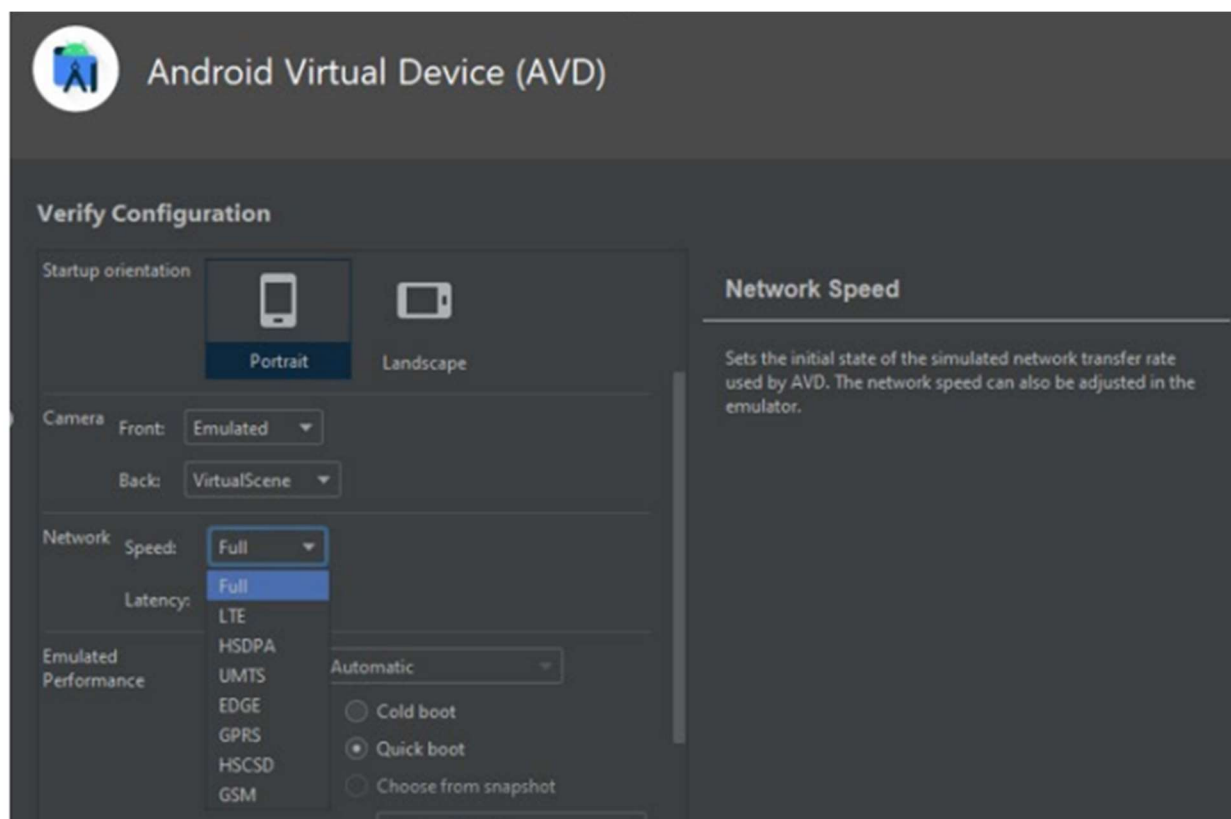 Android Virtual Device (AVD)
Verify Configuration
Startup orientation
Portrait
Landscape
Camera Front: Emulated
Back: VirtualScene
Network Speed: Full
Full
Latency:
LTE
HSDPA
UMTS
EDGE
GPRS
HSCSD
GSM
Emulated
Performance
Automatic
Cold boot
Quick boot
Choose from snapshot
Network Speed
Sets the initial state of the simulated network transfer rate
used by AVD. The network speed can also be adjusted in the
emulator.